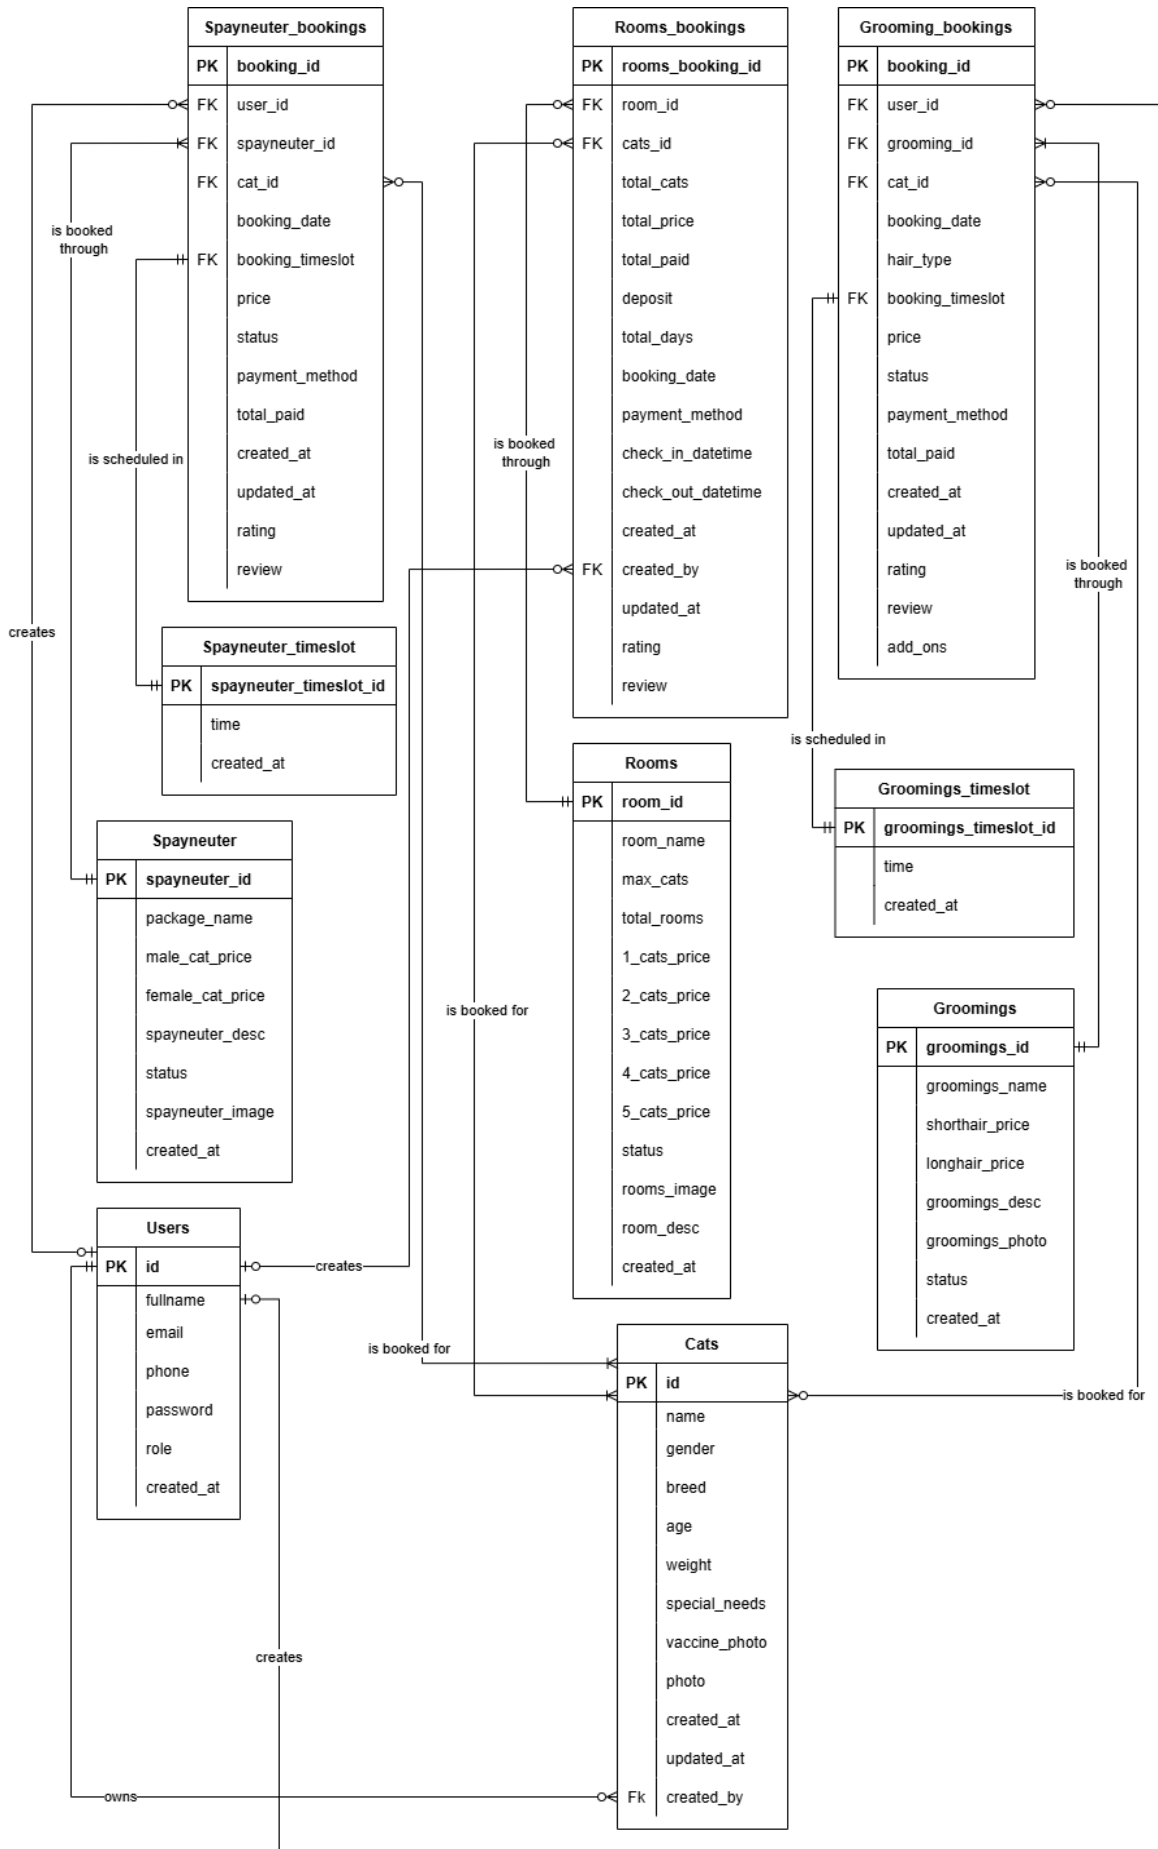 Spayneuter_bookings
PK booking_id
FK user_id
FK spayneuter_id
FK cat_id
booking_date
FK booking_timeslot
price
status
payment_method
total_paid
created_at
updated_at
rating
review
Rooms_bookings
PK rooms_booking_id
FK room_id
FK cats_id
total_cats
total_price
total_paid
deposit
total_days
booking_date
payment_method
check_in_datetime
check_out_datetime
created_at
FK created_by
updated_at
rating
review
Grooming_bookings
PK booking_id
FK user_id
FK grooming_id
FK cat_id
booking_date
hair_type
FK booking_timeslot
price
status
payment_method
total_paid
created_at
updated_at
rating
review
add_ons
is booked
through
is scheduled in
creates
is booked
through
is booked
through
is scheduled in
Spayneuter_timeslot
PK spayneuter_timeslot_id
time
created_at
Rooms
PK room_id
room_name
max_cats
total_rooms
1_cats_price
2_cats_price
3_cats_price
4_cats_price
5_cats_price
status
rooms_image
room_desc
created_at
Groomings_timeslot
PK groomings_timeslot_id
time
created_at
Spayneuter
PK spayneuter_id
package_name
male_cat_price
female_cat_price
spayneuter_desc
status
spayneuter_image
created_at
is booked for
Groomings
PK groomings_id
groomings_name
shorthair_price
longhair_price
groomings_desc
groomings_photo
status
created_at
Users
PK id
fullname
email
phone
password
role
created_at
creates
is booked for
Cats
PK id
name
gender
breed
age
weight
special_needs
vaccine_photo
photo
created_at
updated_at
Fk created_by
is booked for
creates
owns